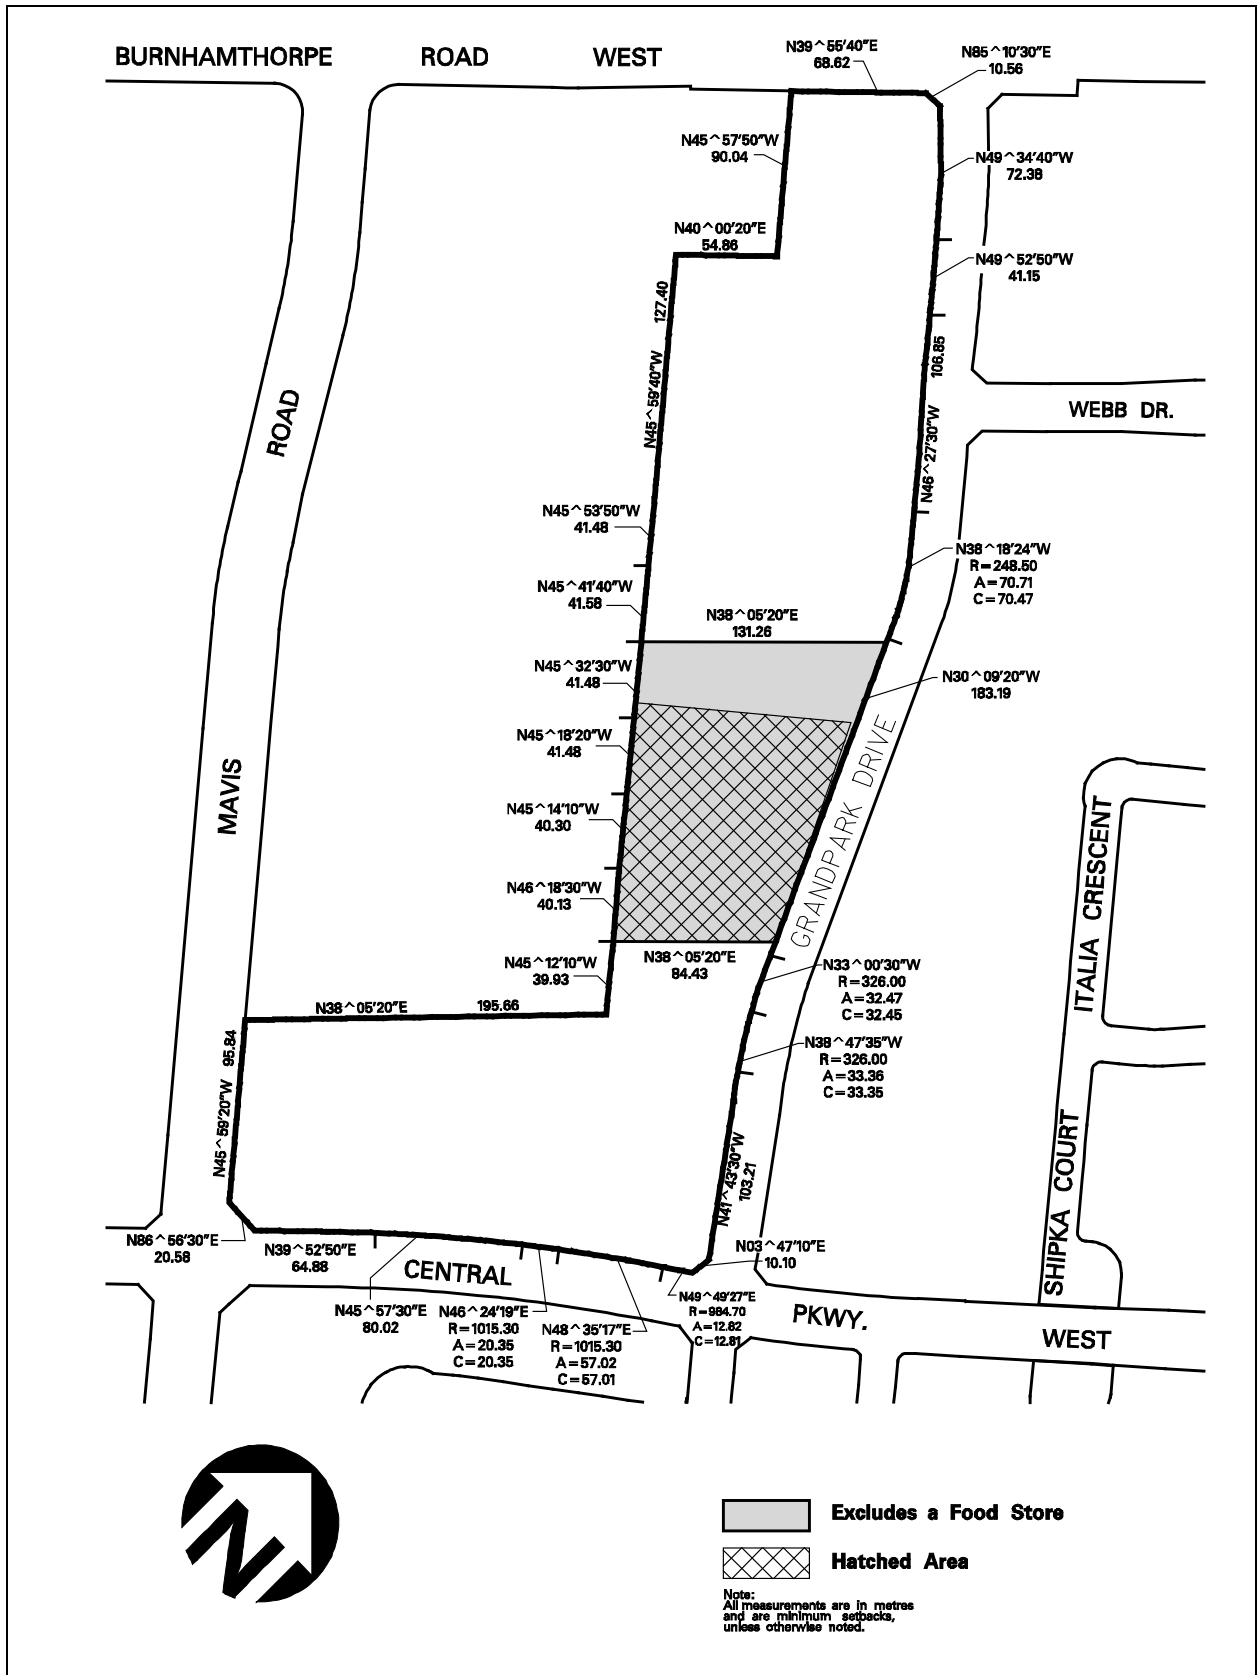 BURNHAMTHORPE ROAD WEST
N39^55'40"E
68.62
N85^10'30"E
10.56
N45^57'50"W
90.04
N49^34'40"W
72.38
N40^00'20"E
54.86
N49^52'50"W
41.15
127.40
N45^59'40"W
106.85
N46^27'30"W
ROAD
WEBB DR.
N45^53'50"W
41.48
N38^18'24"W
R=248.50
A=70.71
C=70.47
N45^41'40"W
41.58
N38^05'20"E
131.26
N45^32'30"W
41.48
N30^09'20"W
183.19
N45^18'20"W
41.48
GRANDPARK DRIVE
MAVIS
N45^14'10"W
40.30
ITALIA CRESCENT
N46^18'30"W
40.13
N38^05'20"E
84.43
N45^12'10"W
39.93
N33^00'30"W
R=326.00
A=32.47
C=32.45
N38^05'20"E 195.66
N38^47'35"W
R=326.00
A=33.36
C=33.35
N45^59'20"W 95.84
N41^43'30"W
103.21
SHIPKA COURT
N86^56'30"E
20.58
N39^52'50"E
64.88
N03^47'10"E
10.10
CENTRAL
PKWY.
WEST
N45^57'30"E
80.02
N46^24'19"E
R=1015.30
A=20.35
C=20.35
N48^35'17"E
R=1015.30
A=57.02
C=57.01
N49^49'27"E
R=984.70
A=12.82
C=12.81
N
Excludes a Food Store
Hatched Area
Note:
All measurements are in metres
and are minimum setbacks,
unless otherwise noted.